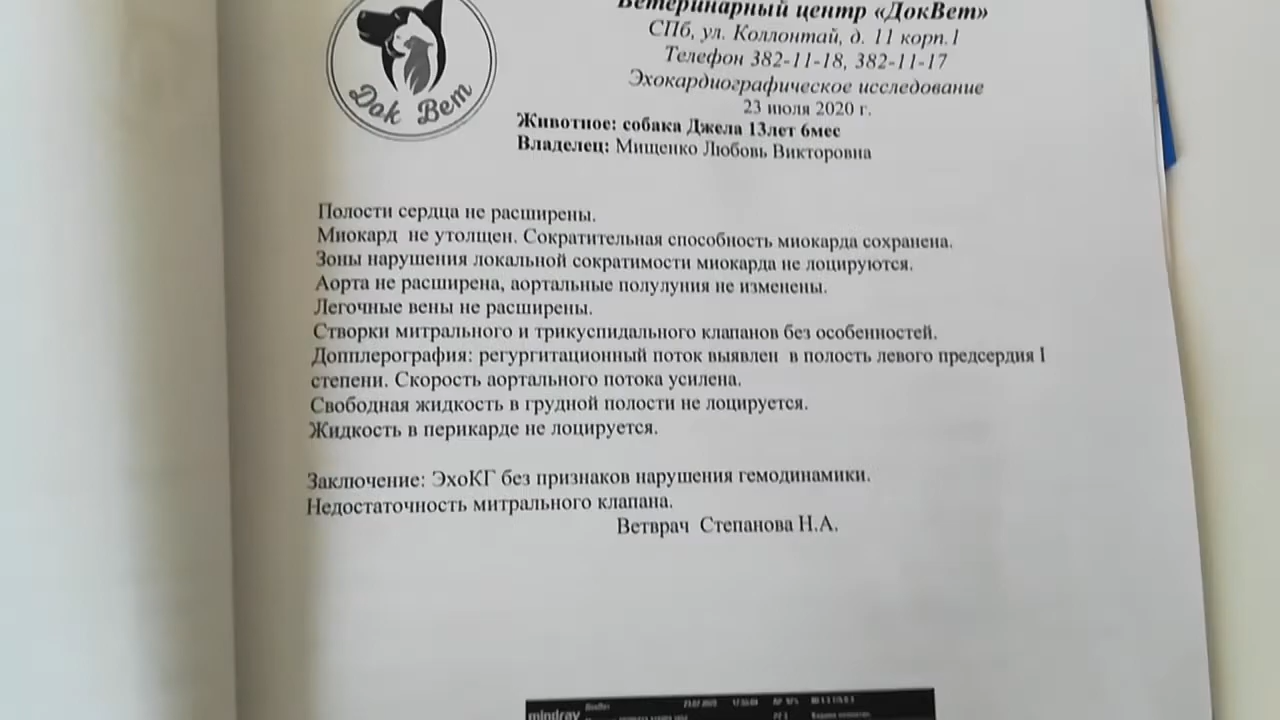 Ветеринарный центр «ДокВет»
СПб, ул. Коллонтай, д. 11 корп.1
Телефон 382-11-18, 382-11-17
Эхокардиографическое исследование
23 июля 2020 г.
Док Вет
Животное: собака Джела 13лет 6мес
Владелец: Мищенко Любовь Викторовна
Полости сердца не расширены.
Миокард не утолщен. Сократительная способность миокарда сохранена.
Зоны нарушения локальной сократимости миокарда не лоцируются.
Аорта не расширена, аортальные полулуния не изменены.
Легочные вены не расширены.
Створки митрального и трикуспидального клапанов без особенностей.
Допплерография: регургитационный поток выявлен в полость левого предсердия I
степени. Скорость аортального потока усилена.
Свободная жидкость в грудной полости не лоцируется.
Жидкость в перикарде не лоцируется.
Заключение: ЭхоКГ без признаков нарушения гемодинамики.
Недостаточность митрального клапана.
Ветврач Степанова Н.А.
mindray